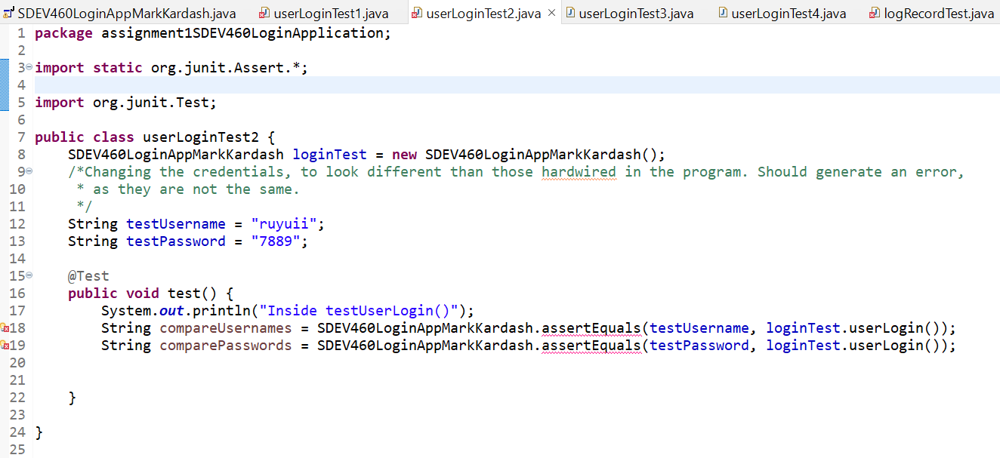 SDEV460LoginAppMarkKardash.java userLoginTest1.java userLoginTest2.java userLoginTest3.java userLoginTest4.java logRecordTest.java
1 package assignment1SDEV460LoginApplication;
2
3 import static org.junit.Assert.*;
4
5 import org.junit.Test;
6
7 public class userLoginTest2 {
8 SDEV460LoginAppMarkKardash loginTest = new SDEV460LoginAppMarkKardash();
9 /*Changing the credentials, to look different than those hardwired in the program. Should generate an error,
10 * as they are not the same.
11 */
12 String testUsername = "ruyuii";
13 String testPassword = "7889";
14
15 @Test
16 public void test() {
17 System.out.println("Inside testUserLogin()");
18 String compareUsernames = SDEV460LoginAppMarkKardash.assertEquals(testUsername, loginTest.userLogin());
19 String comparePasswords = SDEV460LoginAppMarkKardash.assertEquals(testPassword, loginTest.userLogin());
20
21
22 }
23
24 }
25